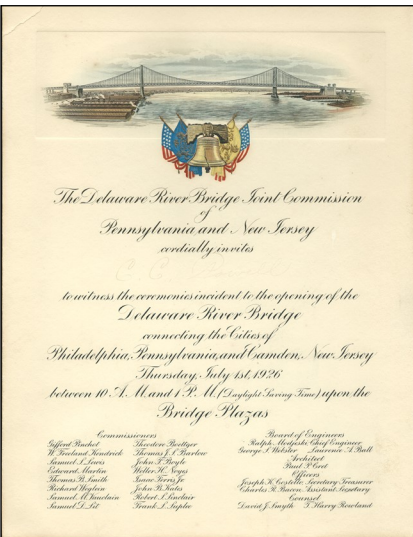 The Delaware River Bridge Joint Commission
of
Pennsylvania and New Jersey
cordially invites
to witness the ceremonies incident to the opening of the
Delaware River Bridge
connecting the Cities of
Philadelphia, Pennsylvania, and Camden, New Jersey
Thursday, July 1st, 1926
between 10 A.M. and 1 P.M. (Daylight Saving Time) upon the
Bridge Plazas
Commissioners
Gifford Pinchot
W. Freeland Kendrick
Samuel S. Lewis
Edward Martin
Thomas B. Smith
Richard Weglein
Samuel M. Vauclain
Samuel D. Lit
Theodore Boettger
Thomas J. S. Barlow
John F. Boyle
Weller H. Noyes
Isaac Ferris Jr.
John B. Kates
Robert S. Sinclair
Frank L. Suplee
Board of Engineers
Ralph Modjeski Chief Engineer
George S. Webster Laurence A. Ball
Architect
Paul P. Cret
Officers
Joseph K. Costello, Secretary Treasurer
Charles R. Bacon, Assistant Secretary
Counsel
David J. Smyth T. Harry Rowland